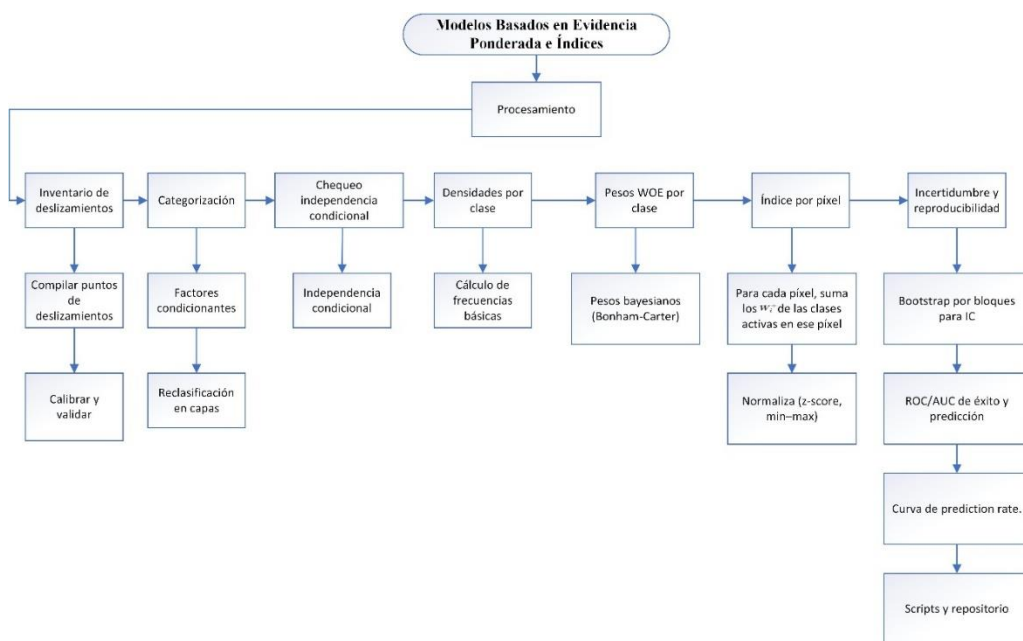 Modelos Basados en Evidencia
Ponderada e Índices
Procesamiento
Inventario de
deslizamientos
Categorización
Chequeo
independencia
condicional
Densidades por
clase
Pesos WOE por
clase
Índice por píxel
Incertidumbre y
reproducibilidad
Compilar puntos
de
deslizamientos
Factores
condicionantes
Independencia
condicional
Cálculo de
frecuencias
básicas
Pesos bayesianos
(Bonham-Carter)
Para cada píxel, suma
los de las clases
activas en ese píxel
Bootstrap por bloques
para IC
Calibrar y
validar
Reclasificación
en capas
Normaliza (z-score,
min–max)
ROC/AUC de éxito y
predicción
Curva de prediction rate.
Scripts y repositorio